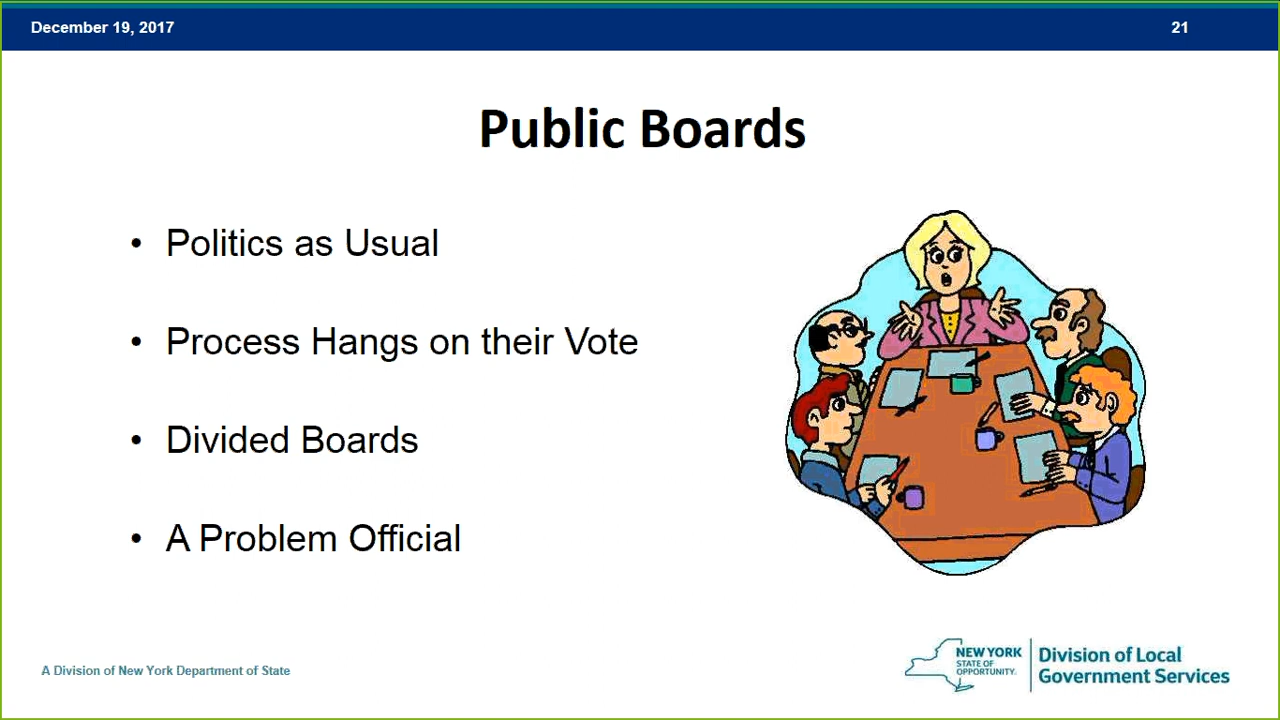 December 19, 2017
21
Public Boards
• Politics as Usual
• Process Hangs on their Vote
• Divided Boards
• A Problem Official
A Division of New York Department of State
NEW YORK
STATE OF
OPPORTUNITY.
Division of Local
Government Services